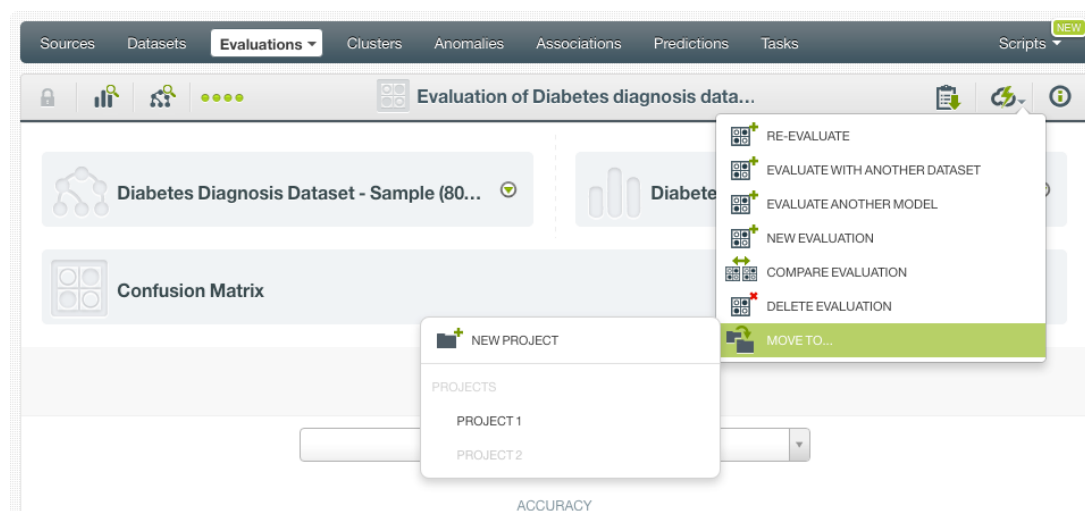 Sources Datasets Evaluations Clusters Anomalies Associations Predictions Tasks Scripts NEW
Evaluation of Diabetes diagnosis data...
RE-EVALUATE
EVALUATE WITH ANOTHER DATASET
Diabetes Diagnosis Dataset - Sample (80... Diabete
EVALUATE ANOTHER MODEL
NEW EVALUATION
COMPARE EVALUATION
Confusion Matrix
DELETE EVALUATION
MOVE TO...
NEW PROJECT
PROJECTS
PROJECT 1
PROJECT 2
ACCURACY